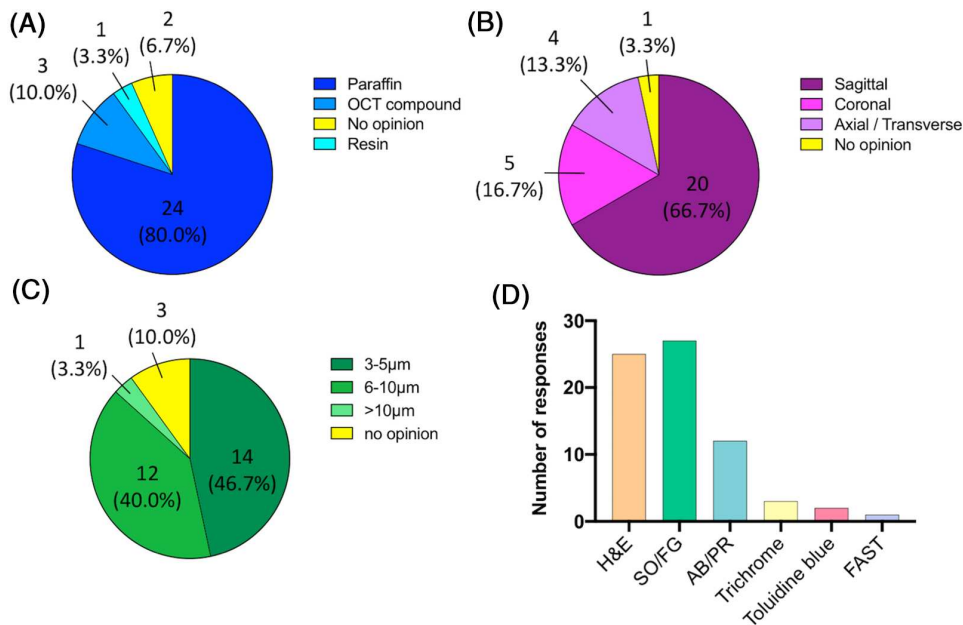 (A)
1
(3.3%)
2
(6.7%)
3
(10.0%)
24
(80.0%)
Paraffin
OCT compound
No opinion
Resin
(B)
1
(3.3%)
4
(13.3%)
5
(16.7%)
20
(66.7%)
Sagittal
Coronal
Axial / Transverse
No opinion
(C)
3
(10.0%)
1
(3.3%)
14
(46.7%)
12
(40.0%)
3-5µm
6-10µm
>10µm
no opinion
(D)
Number of responses
30
20
10
0
H&E
SO/FG
AB/PR
Trichrome
Toluidine blue
FAST